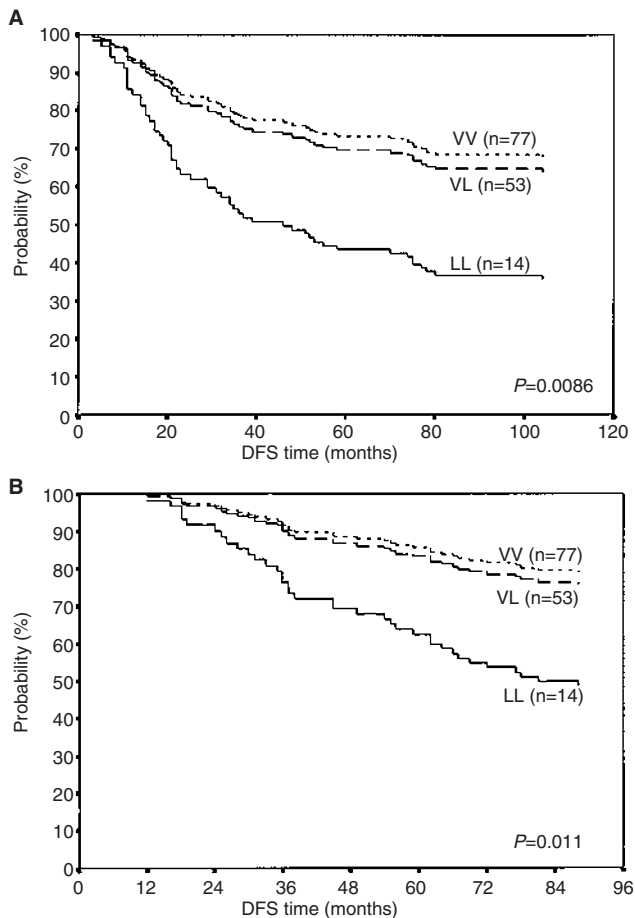 A
100
90
80
70
60
50
40
30
20
10
0
Probability (%)
VV (n=77)
VL (n=53)
LL (n=14)
P=0.0086
0 20 40 60 80 100 120
DFS time (months)
B
100
90
80
70
60
50
40
30
20
10
0
Probability (%)
VV (n=77)
VL (n=53)
LL (n=14)
P=0.011
0 12 24 36 48 60 72 84 96
DFS time (months)